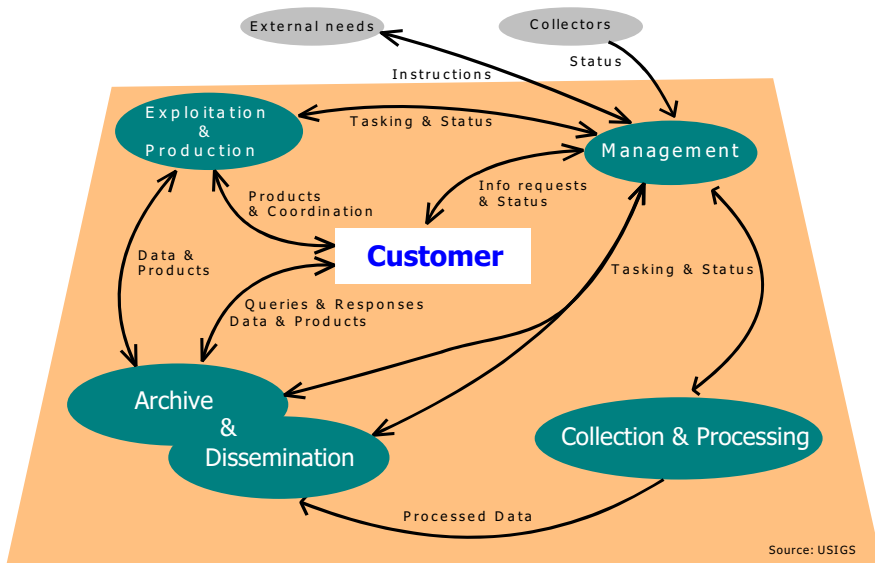 External needs
Collectors
Status
Instructions
Exploitation
&
Production
Tasking & Status
Management
Products
& Coordination
Info requests
& Status
Customer
Data &
Products
Tasking & Status
Queries & Responses
Data & Products
Archive
&
Dissemination
Collection & Processing
Processed Data
Source: USIGS